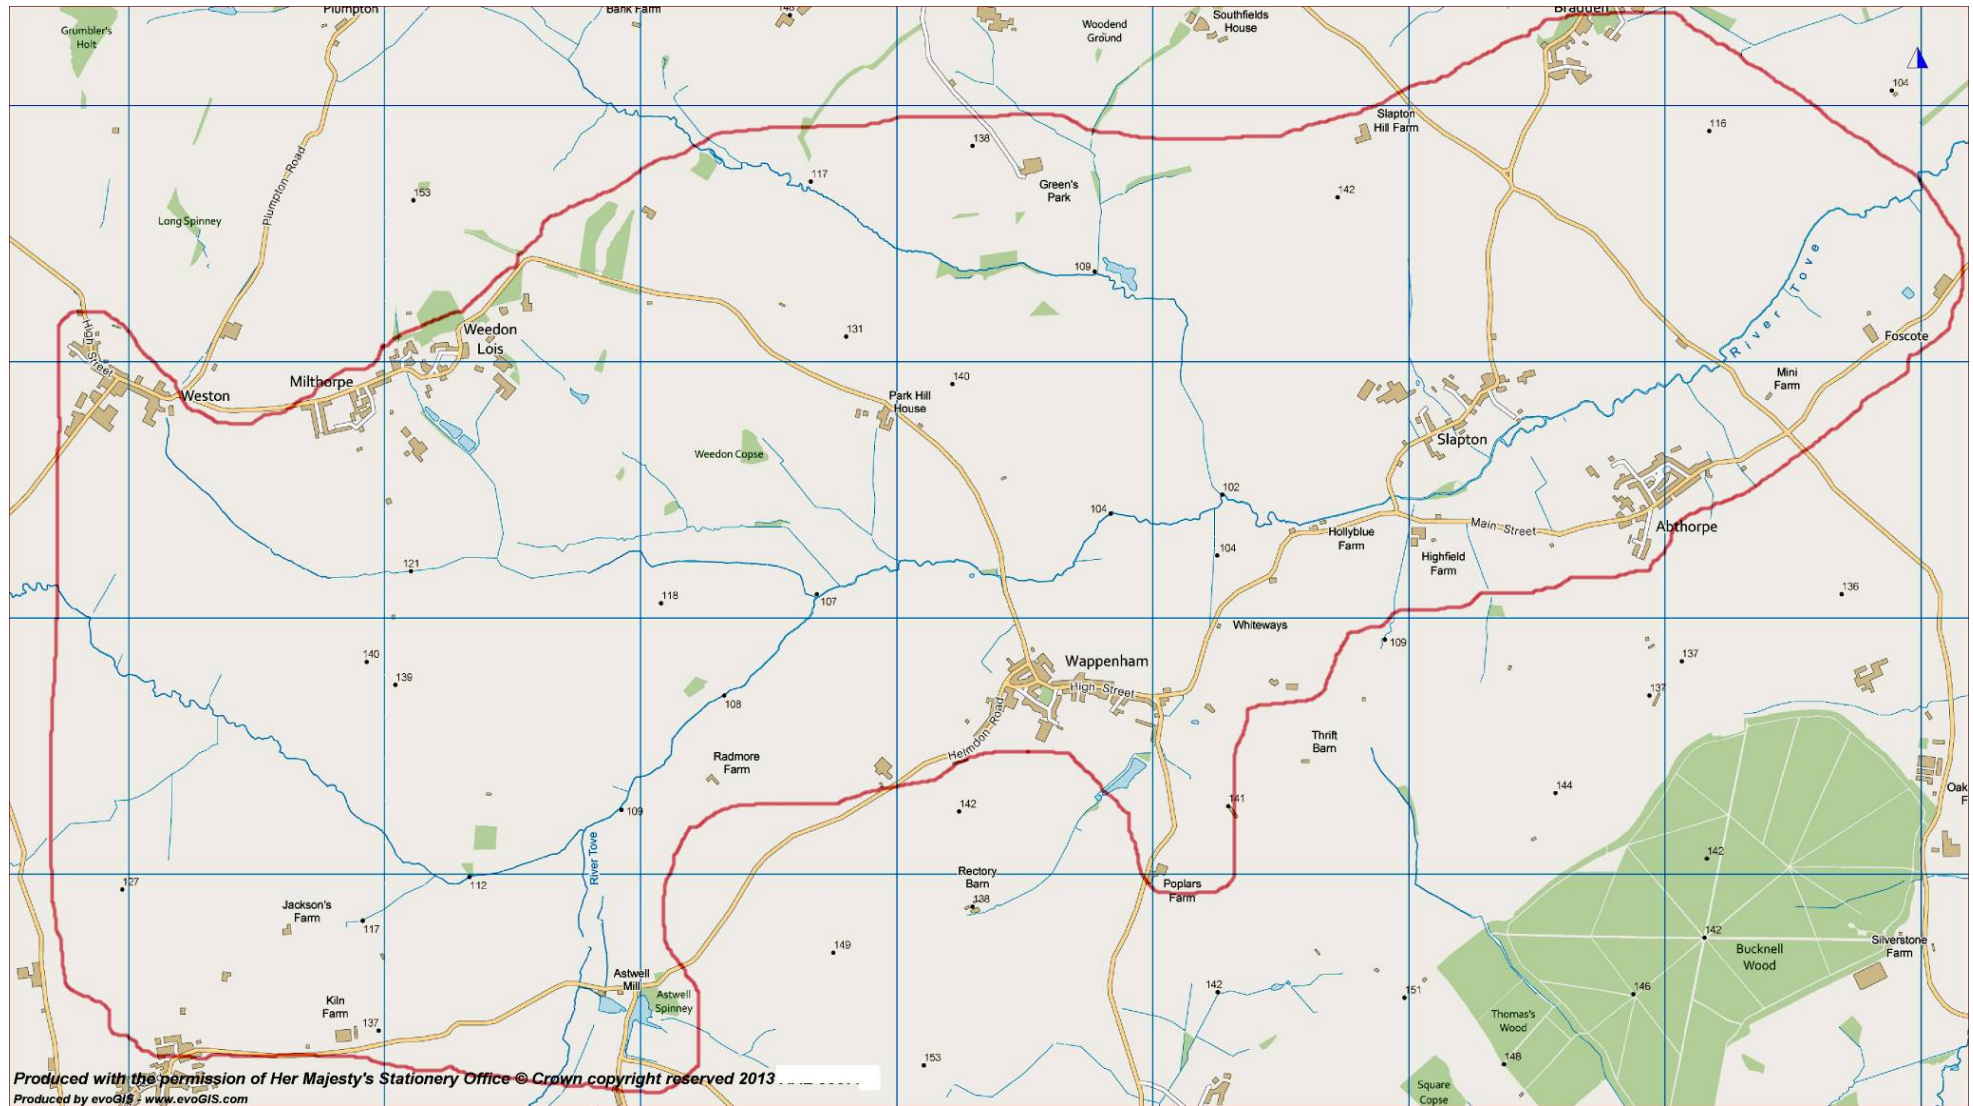 Plumpton
Bank Farm
148
Woodend
Ground
Southfields
House
Bradden
Grumbler's
Holt
104
Slapton
Hill Farm
116
138
117
Plumpton Road
153
Green's
Park
142
Long Spinney
109
River Tove
High Street
Weedon
Lois
131
Foscote
Milthorpe
Weston
140
Park Hill
House
Mini
Farm
Slapton
Weedon Copse
102
104
Main Street
Abthorpe
Hollyblue
Farm
104
Highfield
Farm
121
118
107
136
Whiteways
109
140
139
Wappenham
High Street
137
137
108
Helmdon Road
Radmore
Farm
Thrift
Barn
109
142
141
144
Oak
F
River Tove
142
112
127
Rectory
Barn
138
Poplars
Farm
Jackson's
Farm
117
149
142
Bucknell
Wood
Silverstone
Farm
Astwell
Mill
Astwell
Spinney
142
151
146
Kiln
Farm
137
Thomas's
Wood
148
153
Square
Copse
Produced with the permission of Her Majesty's Stationery Office © Crown copyright reserved 2013
Produced by evoGIS - www.evoGIS.com